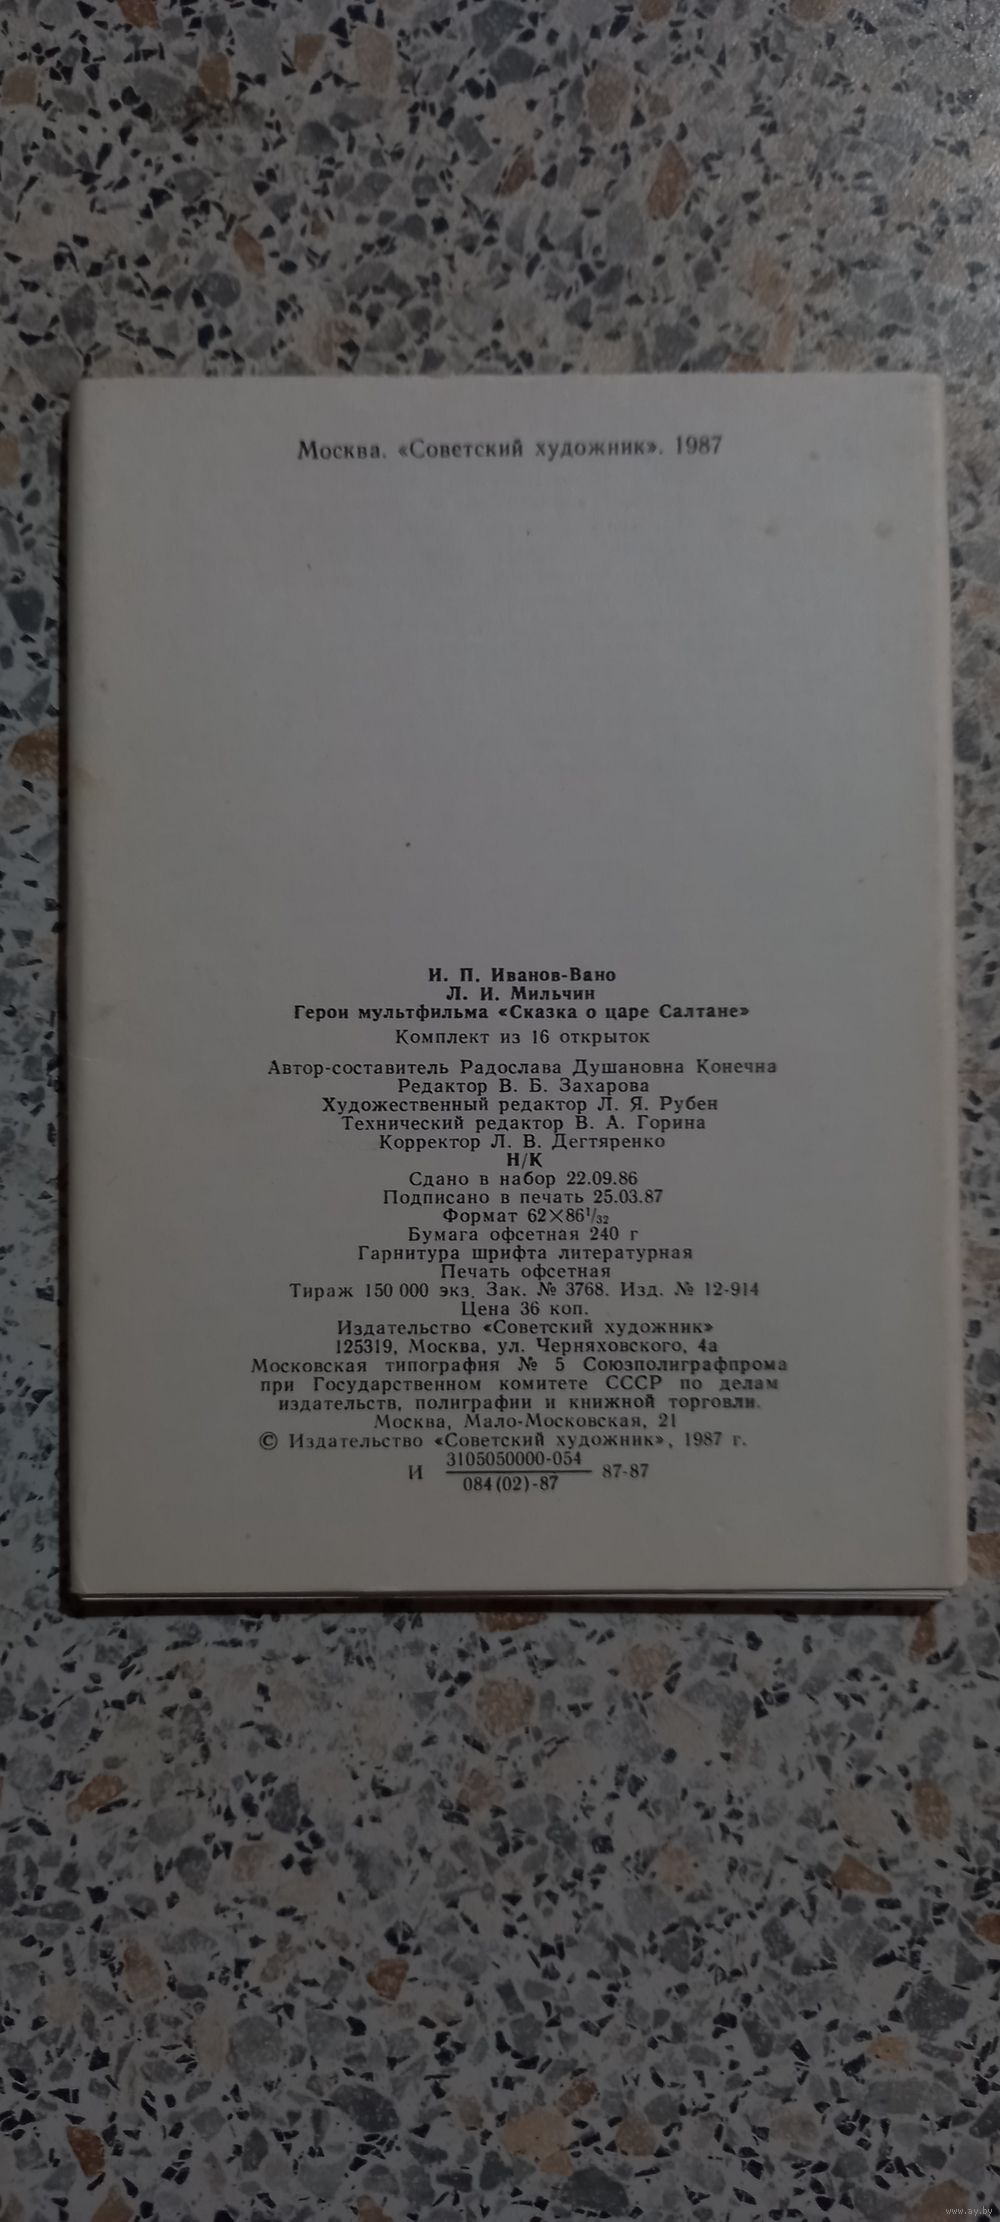 Москва. «Советский художник». 1987
И. П. Иванов-Вано
Л. И. Мильчин
Герои мультфильма «Сказка о царе Салтане»
Комплект из 16 открыток
Автор-составитель Радослава Душановна Конечна
Редактор В. Б. Захарова
Художественный редактор Л. Я. Рубен
Технический редактор В. А. Горина
Корректор Л. В. Дегтяренко
Н/К
Сдано в набор 22.09.86
Подписано в печать 25.03.87
Формат 62×86 1/32
Бумага офсетная 240 г
Гарнитура шрифта литературная
Печать офсетная
Тираж 150 000 экз. Зак. № 3768. Изд. № 12-914
Цена 36 коп.
Издательство «Советский художник»
125319, Москва, ул. Черняховского, 4а
Московская типография № 5 Союзполиграфпрома
при Государственном комитете СССР по делам
издательств, полиграфии и книжной торговли.
Москва, Мало-Московская, 21
© Издательство «Советский художник», 1987 г.
3105050000-054
И 87-87
084(02)-87
www.ay.by